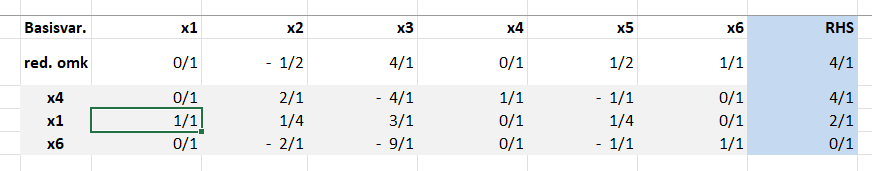 Basisvar. x1 x2 x3 x4 x5 x6 RHS
red. omk 0/1 - 1/2 4/1 0/1 1/2 1/1 4/1
x4 0/1 2/1 - 4/1 1/1 - 1/1 0/1 4/1
x1 1/1 1/4 3/1 0/1 1/4 0/1 2/1
x6 0/1 - 2/1 - 9/1 0/1 - 1/1 1/1 0/1